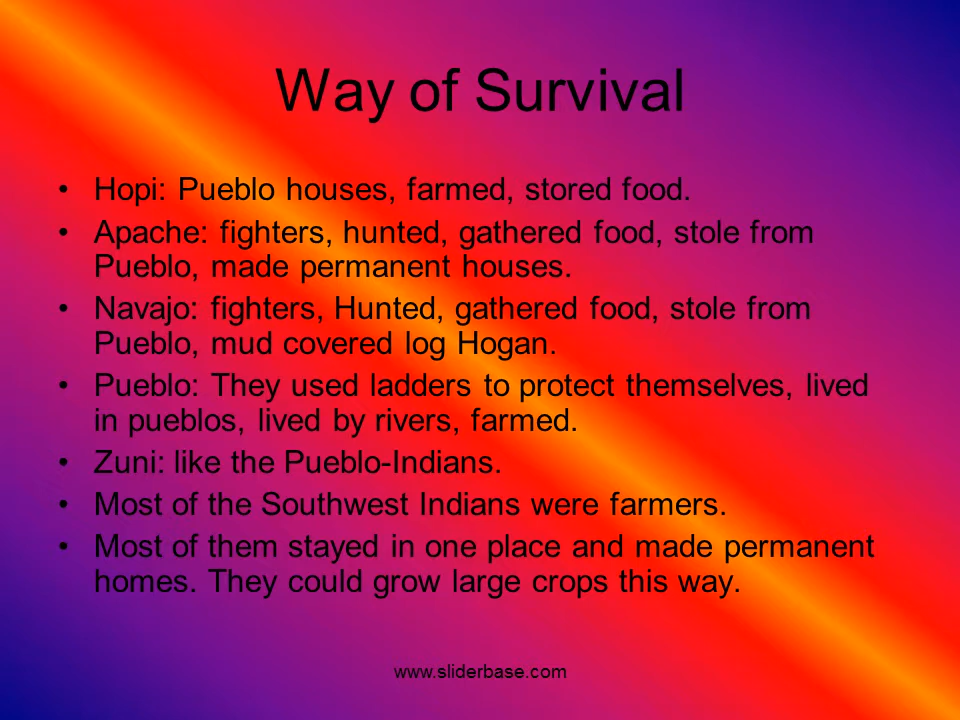 Way of Survival
• Hopi: Pueblo houses, farmed, stored food.
• Apache: fighters, hunted, gathered food, stole from
Pueblo, made permanent houses.
• Navajo: fighters, Hunted, gathered food, stole from
Pueblo, mud covered log Hogan.
• Pueblo: They used ladders to protect themselves, lived
in pueblos, lived by rivers, farmed.
• Zuni: like the Pueblo-Indians.
• Most of the Southwest Indians were farmers.
• Most of them stayed in one place and made permanent
homes. They could grow large crops this way.
www.sliderbase.com